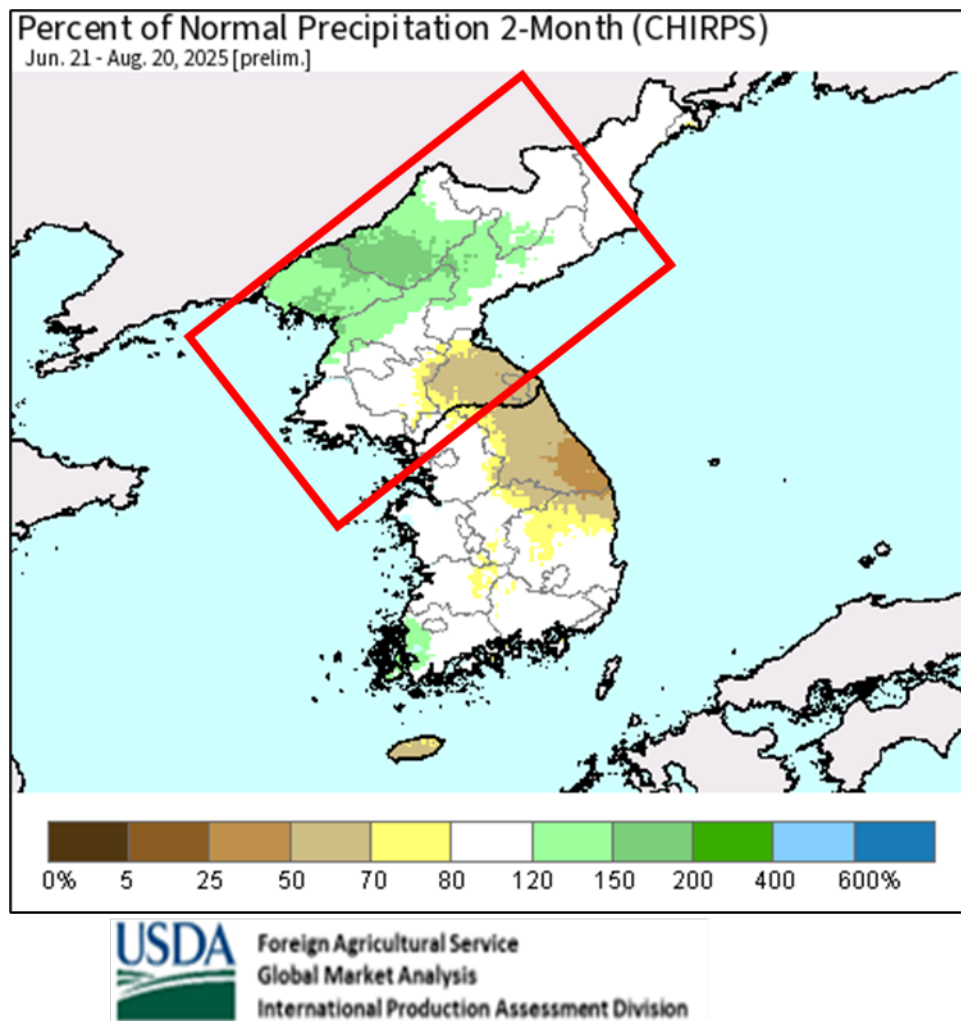 Percent of Normal Precipitation 2-Month (CHIRPS)
Jun. 21 - Aug. 20, 2025 [prelim.]
0% 5 25 50 70 80 120 150 200 400 600%
USDA
Foreign Agricultural Service
Global Market Analysis
International Production Assessment Division